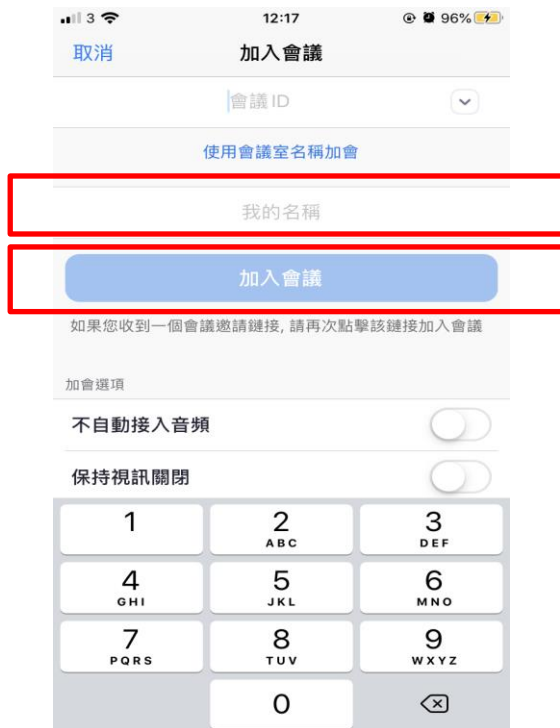 3 12:17 96%
取消 加入會議
會議 ID
使用會議室名稱加會
我的名稱
加入會議
如果您收到一個會議邀請鏈接, 請再次點擊該鏈接加入會議
加會選項
不自動接入音頻
保持視訊關閉
1 2 3
ABC DEF
4 5 6
GHI JKL MNO
7 8 9
PQRS TUV WXYZ
0